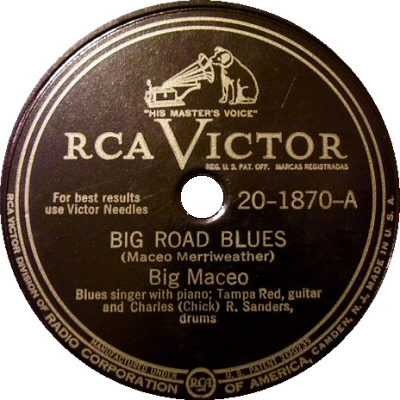 "HIS MASTER'S VOICE"
RCA VICTOR
REG. U. S. PAT. OFF. MARCAS REGISTRADAS
For best results
use Victor Needles
20-1870-A
BIG ROAD BLUES
(Maceo Merriweather)
Big Maceo
Blues singer with piano; Tampa Red, guitar
and Charles (Chick) R. Sanders,
drums
MANUFACTURED UNDER
U. S. PATENT
RCA VICTOR DIVISION OF RADIO CORPORATION OF AMERICA, CAMDEN, N. J. MADE IN U. S. A.
RCA